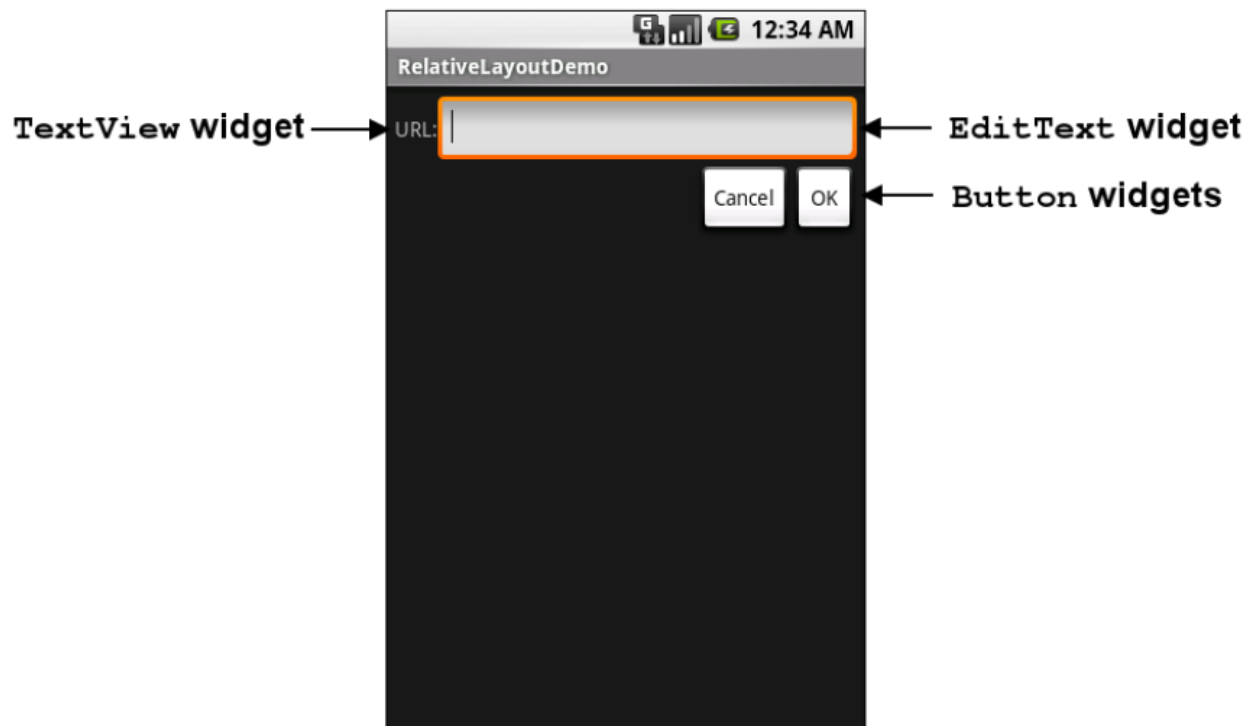 G
12:34 AM
RelativeLayoutDemo
TextView widget
URL:
EditText widget
Cancel
OK
Button widgets